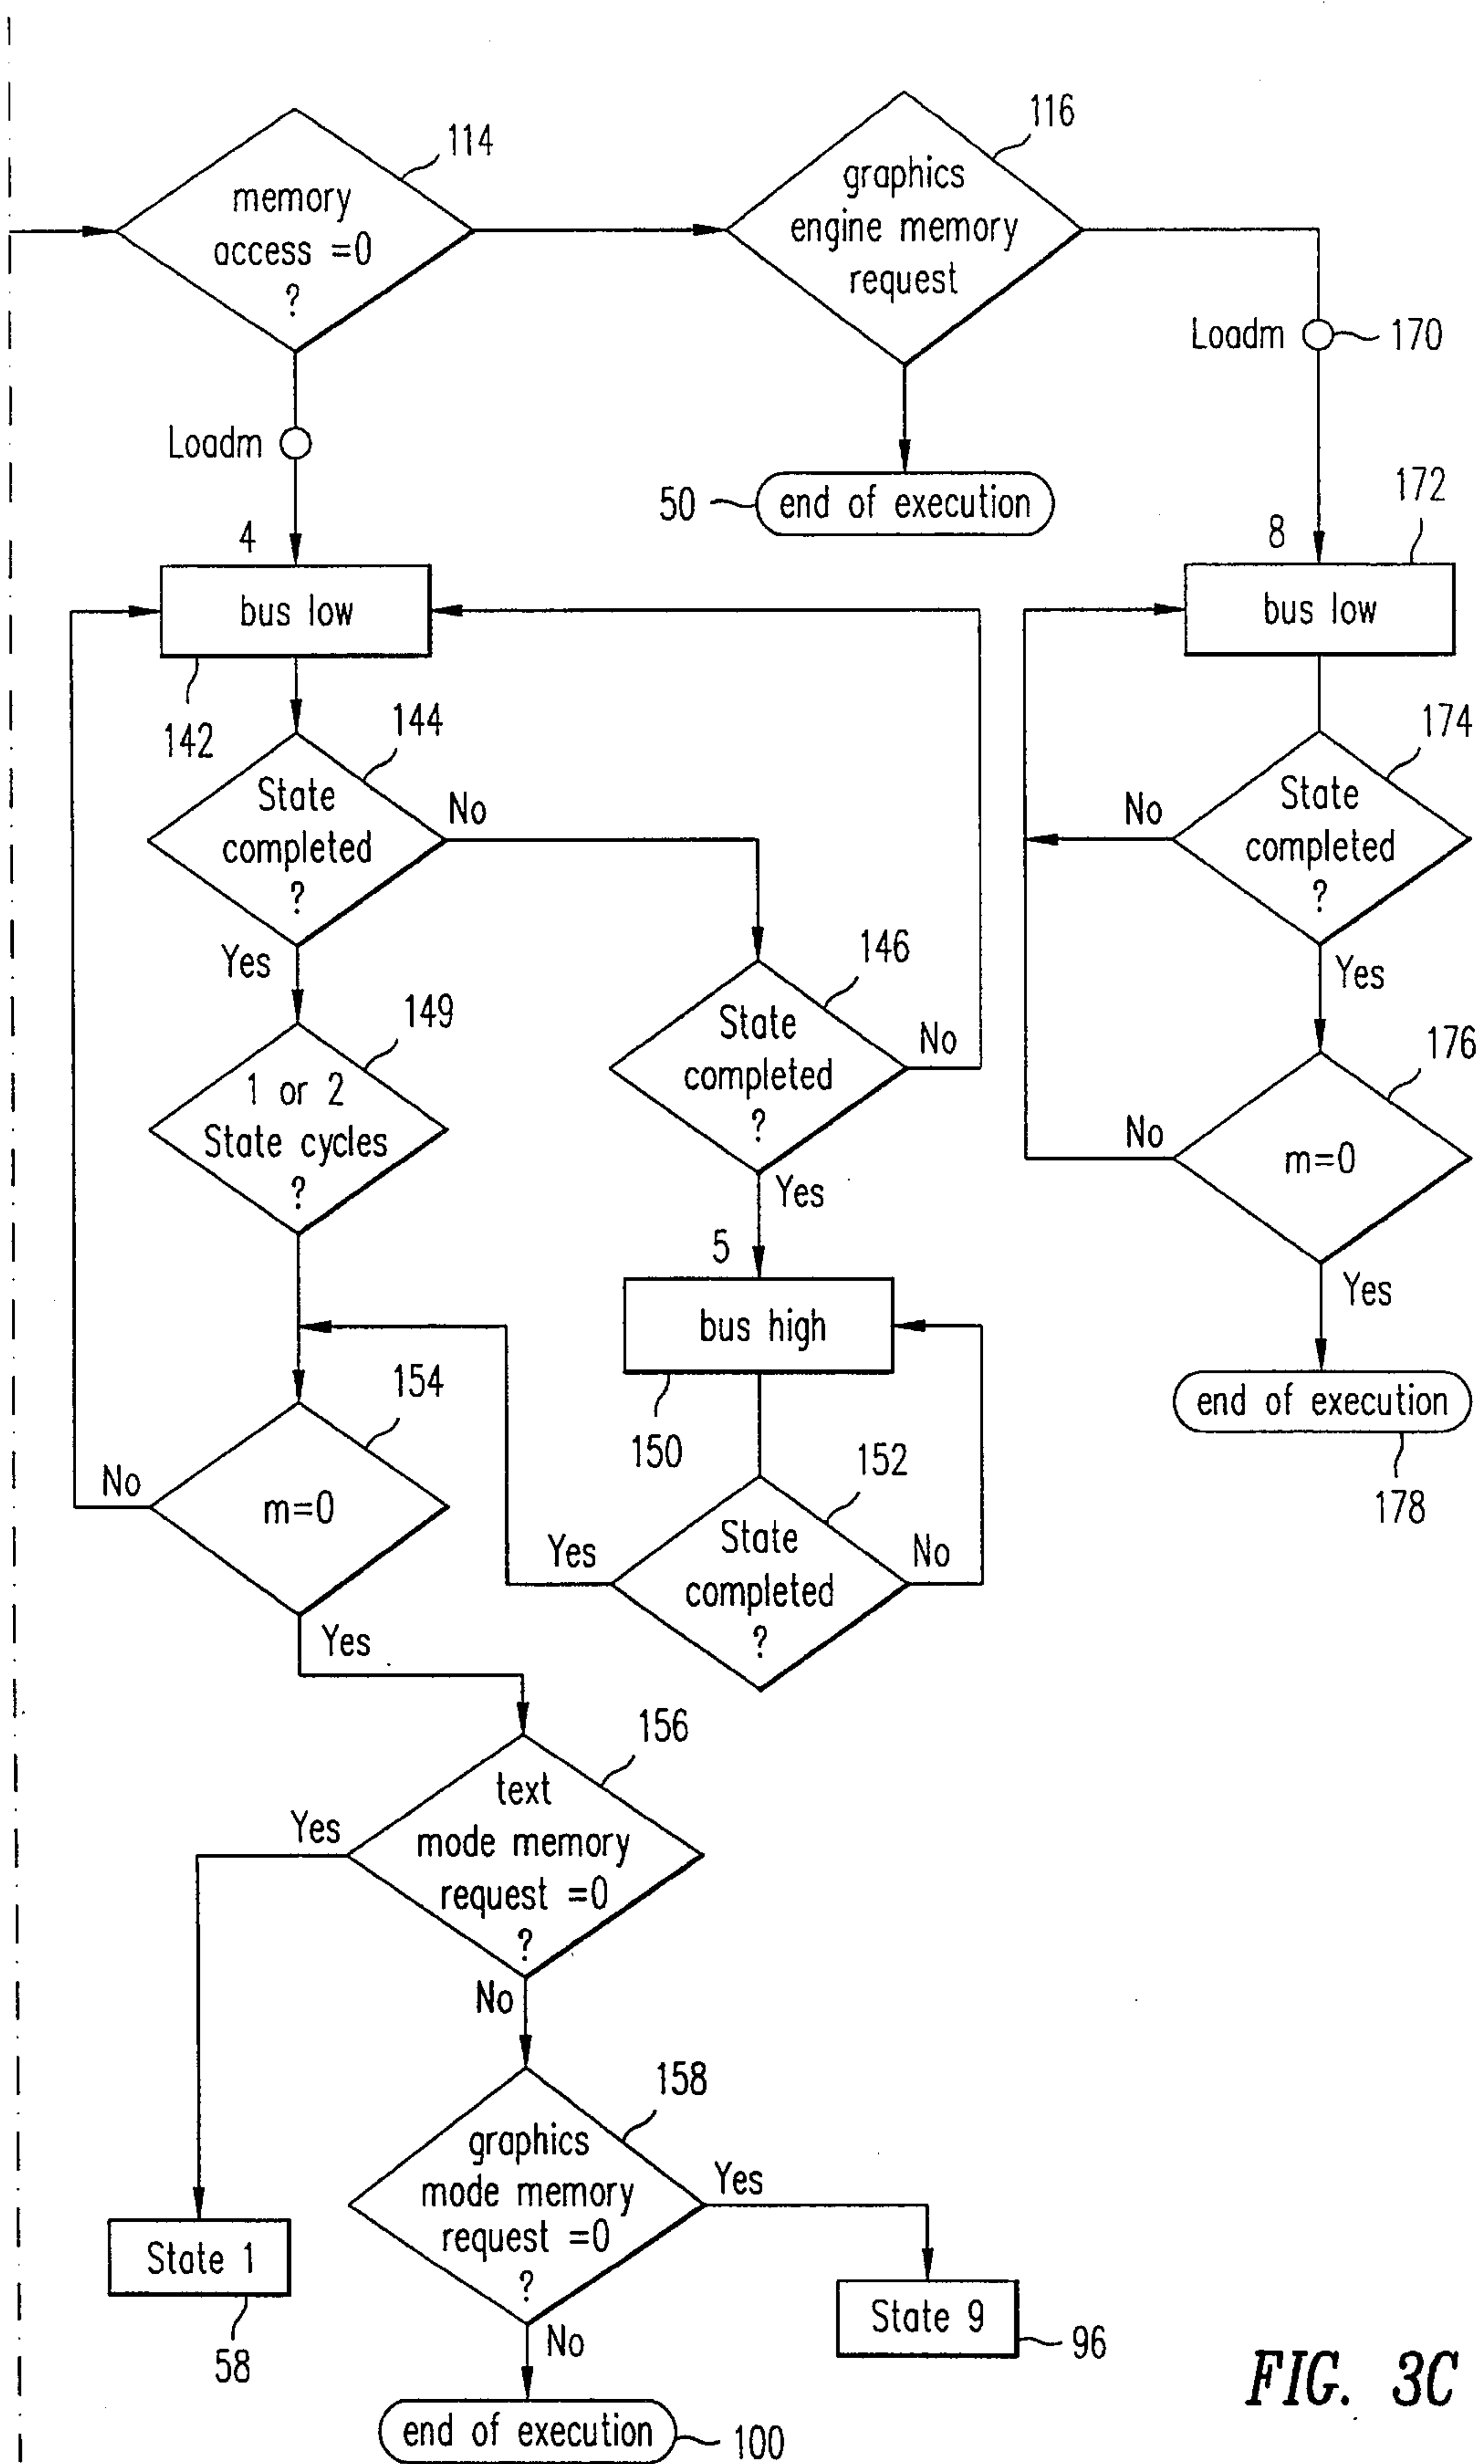 114
memory
access =0
?
116
graphics
engine memory
request
Loadm
170
Loadm
50
end of execution
172
4
bus low
142
8
bus low
144
State
completed
?
No
Yes
174
State
completed
?
No
Yes
146
State
completed
?
No
Yes
149
1 or 2
State cycles
?
176
m=0
No
Yes
5
bus high
150
end of execution
178
154
m=0
No
Yes
152
State
completed
?
Yes
No
156
text
mode memory
request =0
?
Yes
No
158
graphics
mode memory
request =0
?
Yes
No
State 1
58
State 9
96
end of execution
100
FIG. 3C